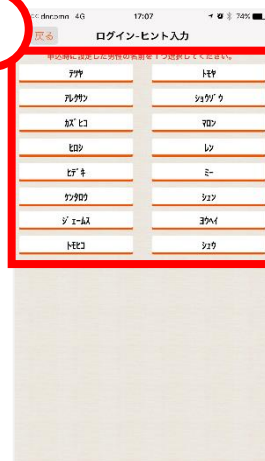 docomo 4G 17:07 74%
戻る ログイン-ヒント入力
申込時に設定した男性の名前を1つ選択してください。
テツヤ トモヤ
アレクサン ショウゾウ
カズヒコ マロン
ヒロシ レン
ヒデキ ミー
ケンタロウ シュン
ジェームス ヨウヘイ
トモヒコ シュウ